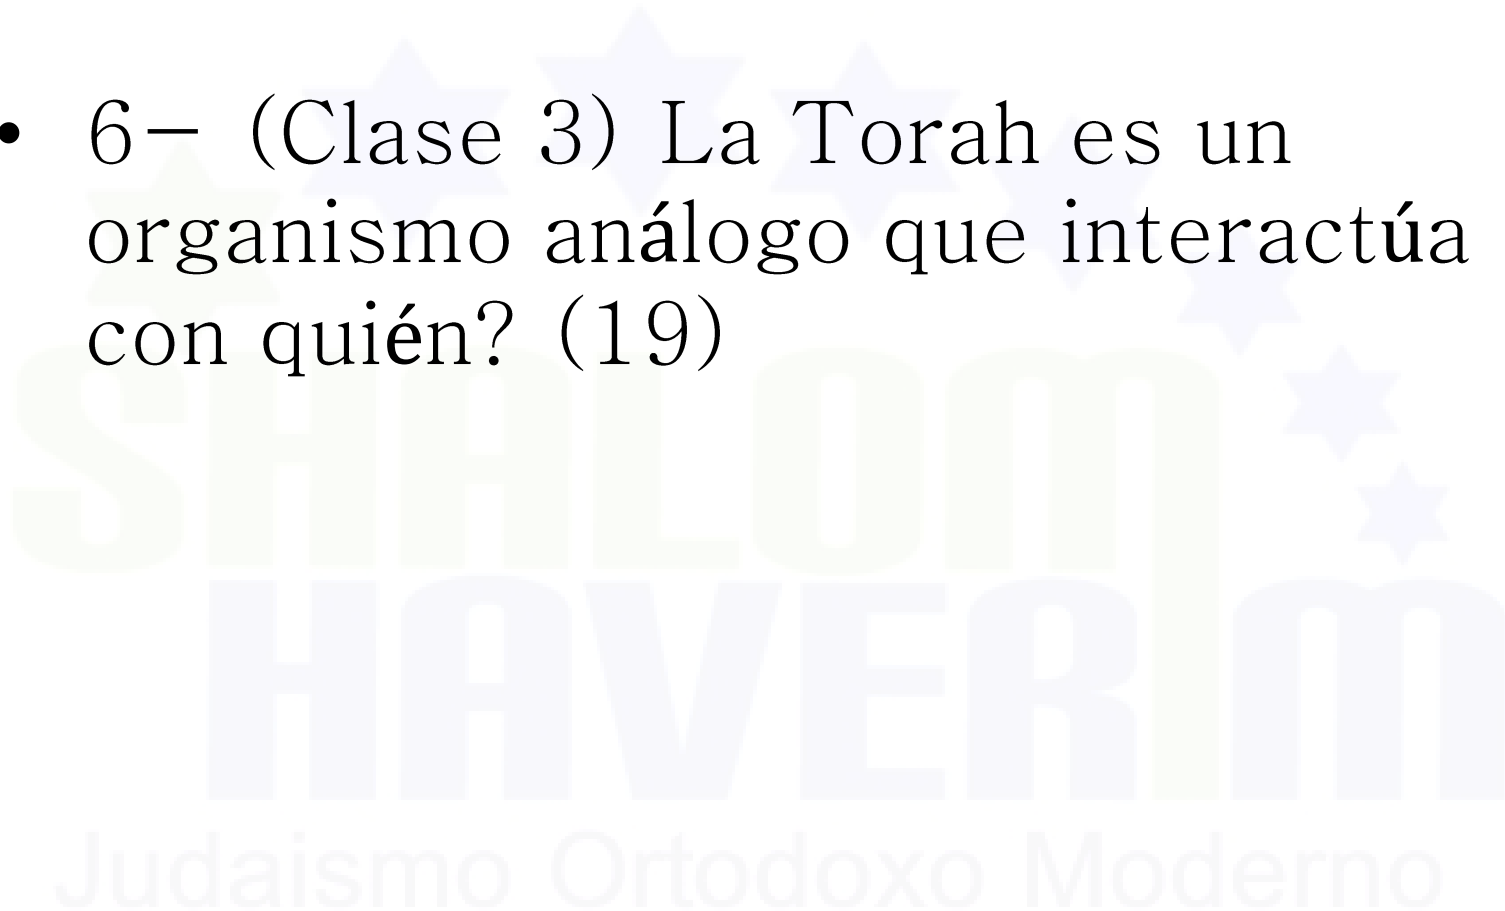 • 6- (Clase 3) La Torah es un
organismo análogo que interactúa
con quién? (19)
SHALOM
HAVERIM
Judaismo Ortodoxo Moderno